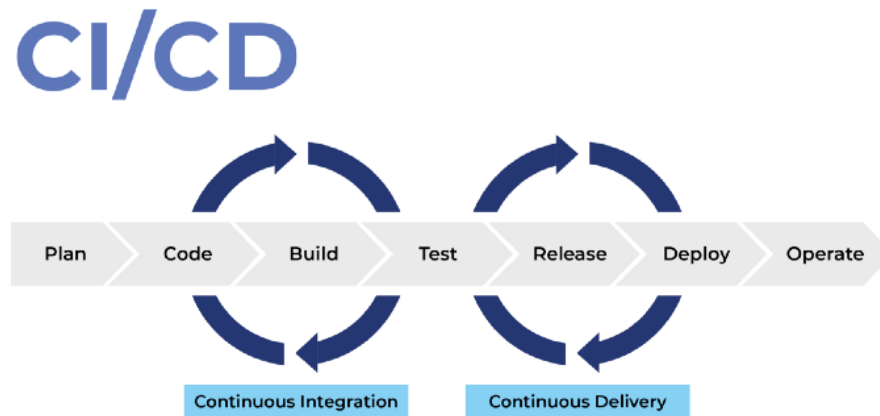 CI/CD
Plan Code Build Test Release Deploy Operate
Continuous Integration Continuous Delivery